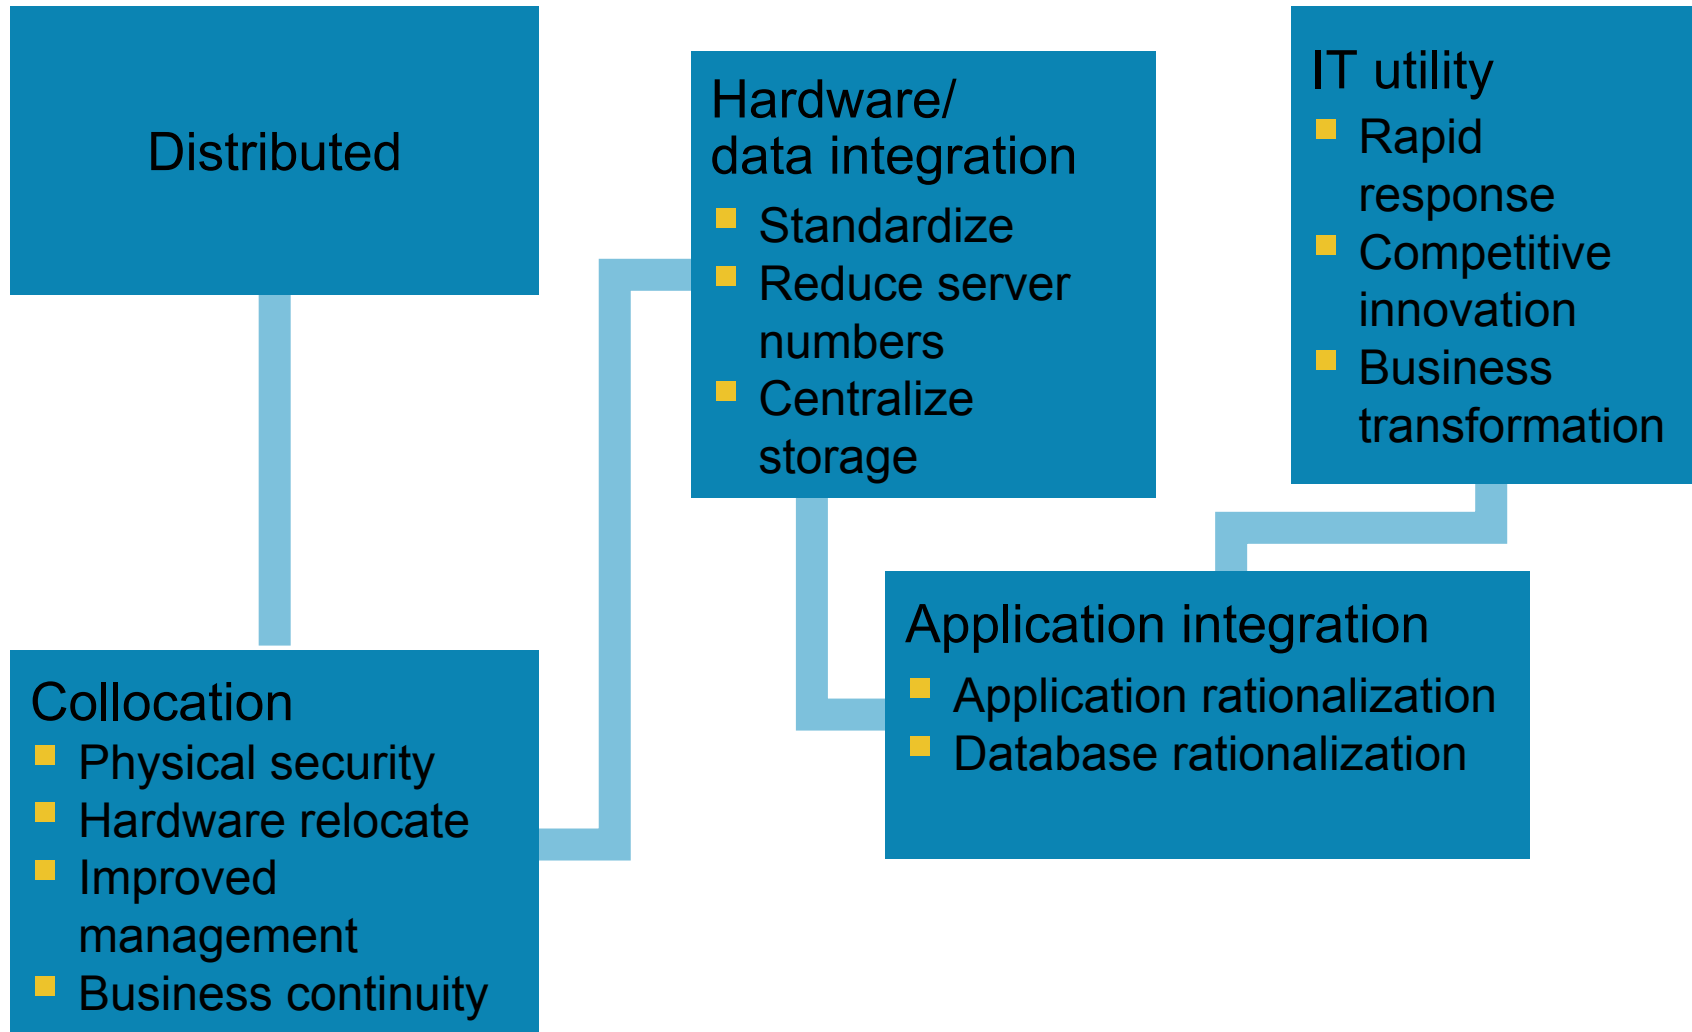 Distributed
Collocation
Physical security
Hardware relocate
Improved
management
Business continuity
Hardware/
data integration
Standardize
Reduce server
numbers
Centralize
storage
Application integration
Application rationalization
Database rationalization
IT utility
Rapid
response
Competitive
innovation
Business
transformation